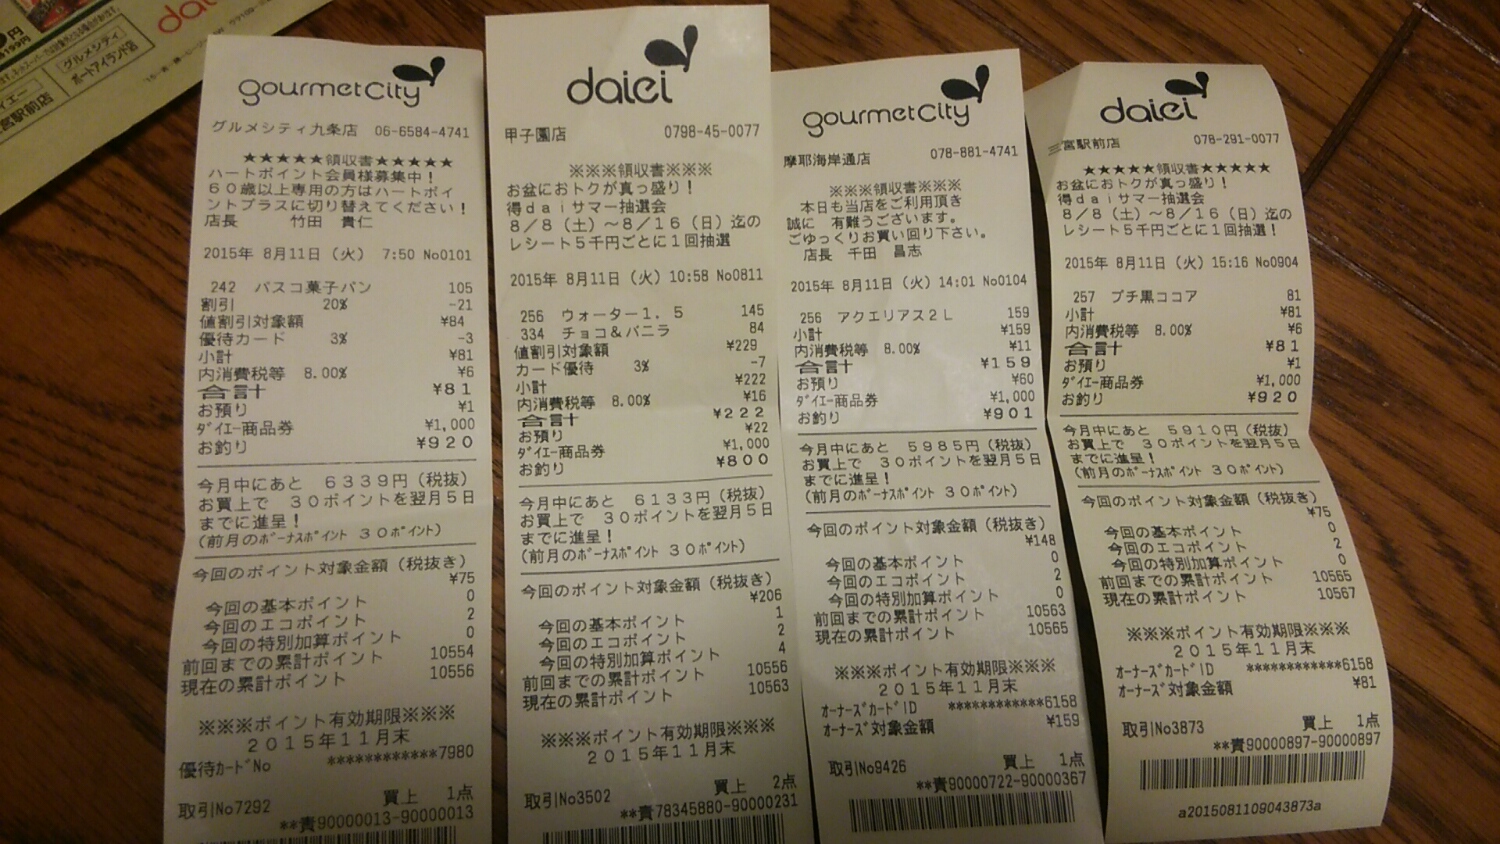 グルメシティ
ポートアイランド店
宮駅前店
gourmetcity
グルメシティ九条店 06-6584-4741
★★★★★領収書★★★★★
ハートポイント会員様募集中！
６０歳以上専用の方はハートポイ
ントプラスに切り替えてください！
店長 竹田 貴仁
2015年 8月11日（火） 7:50 No0101
242 パスコ菓子パン 105
割引 20% -21
値割引対象額 ¥84
優待カード 3% -3
小計 ¥81
内消費税等 8.00% ¥6
合計 ¥81
お預り ¥1
ﾀﾞｲｴｰ商品券 ¥1,000
お釣り ¥920
今月中にあと ６３３９円（税抜）
お買上で ３０ポイントを翌月５日
までに進呈！
（前月のﾎﾞｰﾅｽﾎﾟｲﾝﾄ ３０ﾎﾟｲﾝﾄ）
今回のポイント対象金額（税抜き）
¥75
今回の基本ポイント 0
今回のエコポイント 2
今回の特別加算ポイント 0
前回までの累計ポイント 10554
現在の累計ポイント 10556
※※※ポイント有効期限※※※
２０１５年１１月末
優待ｶｰﾄﾞNo ************7980
取引No7292 買上 1点
**責90000013-90000013
daiei
甲子園店 0798-45-0077
※※※領収書※※※
お盆におトクが真っ盛り！
得ｄａｉサマー抽選会
８／８（土）～８／１６（日）迄の
レシート５千円ごとに１回抽選
2015年 8月11日（火）10:58 No0811
256 ウォーター１．５ 145
334 チョコ＆バニラ 84
値割引対象額 ¥229
カード優待 3% -7
小計 ¥222
内消費税等 8.00% ¥16
合計 ¥222
お預り ¥22
ﾀﾞｲｴｰ商品券 ¥1,000
お釣り ¥800
今月中にあと ６１３３円（税抜）
お買上で ３０ポイントを翌月５日
までに進呈！
（前月のﾎﾞｰﾅｽﾎﾟｲﾝﾄ ３０ﾎﾟｲﾝﾄ）
今回のポイント対象金額（税抜き）
¥206
今回の基本ポイント 1
今回のエコポイント 2
今回の特別加算ポイント 4
前回までの累計ポイント 10556
現在の累計ポイント 10563
※※※ポイント有効期限※※※
２０１５年１１月末
取引No3502 買上 2点
**責78345880-90000231
gourmetcity
摩耶海岸通店 078-881-4741
※※※領収書※※※
本日も当店をご利用頂き
誠に 有難うございます。
ごゆっくりお買い回り下さい。
店長 千田 昌志
2015年 8月11日（火）14:01 No0104
256 アクエリアス２Ｌ 159
小計 ¥159
内消費税等 8.00% ¥11
合計 ¥159
お預り ¥60
ﾀﾞｲｴｰ商品券 ¥1,000
お釣り ¥901
今月中にあと ５９８５円（税抜）
お買上で ３０ポイントを翌月５日
までに進呈！
（前月のﾎﾞｰﾅｽﾎﾟｲﾝﾄ ３０ﾎﾟｲﾝﾄ）
今回のポイント対象金額（税抜き）
¥148
今回の基本ポイント 0
今回のエコポイント 2
今回の特別加算ポイント 0
前回までの累計ポイント 10563
現在の累計ポイント 10565
※※※ポイント有効期限※※※
２０１５年１１月末
ｵｰﾅｰｽﾞｶｰﾄﾞID ************6158
ｵｰﾅｰｽﾞ対象金額 ¥159
取引No9426 買上 1点
**責90000722-90000367
daiei
三宮駅前店 078-291-0077
★★★★★領収書★★★★★
お盆におトクが真っ盛り！
得ｄａｉサマー抽選会
８／８（土）～８／１６（日）迄の
レシート５千円ごとに１回抽選！
2015年 8月11日（火）15:16 No0904
257 プチ黒ココア 81
小計 ¥81
内消費税等 8.00% ¥6
合計 ¥81
お預り ¥1
ﾀﾞｲｴｰ商品券 ¥1,000
お釣り ¥920
今月中にあと ５９１０円（税抜）
お買上で ３０ポイントを翌月５日
までに進呈！
（前月のﾎﾞｰﾅｽﾎﾟｲﾝﾄ ３０ﾎﾟｲﾝﾄ）
今回のポイント対象金額（税抜き）
¥75
今回の基本ポイント 0
今回のエコポイント 2
今回の特別加算ポイント 0
前回までの累計ポイント 10565
現在の累計ポイント 10567
※※※ポイント有効期限※※※
２０１５年１１月末
ｵｰﾅｰｽﾞｶｰﾄﾞID ************6158
ｵｰﾅｰｽﾞ対象金額 ¥81
取引No3873 買上 1点
**責90000897-90000897
a2015081109043873a